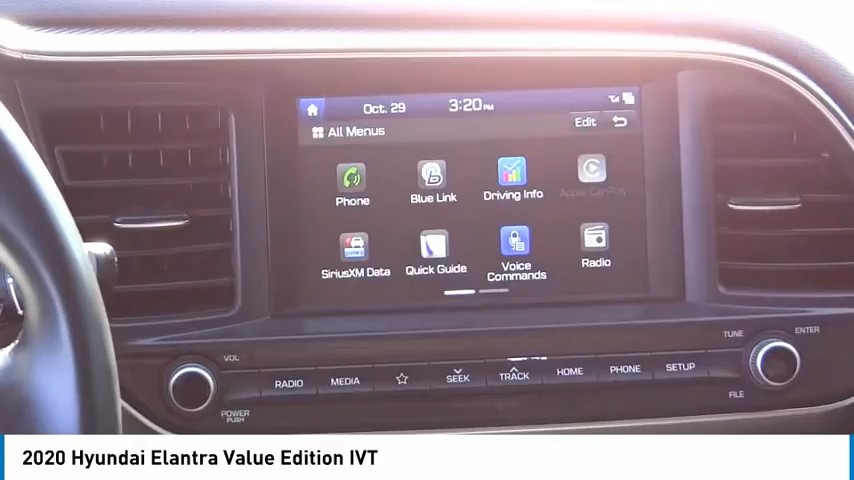 Oct. 29 3:20 PM
All Menus Edit
Phone Blue Link Driving Info Apple CarPlay
SiriusXM Data Quick Guide Voice Commands Radio
VOL TUNE ENTER
RADIO MEDIA SEEK TRACK HOME PHONE SETUP
POWER PUSH FILE
2020 Hyundai Elantra Value Edition IVT